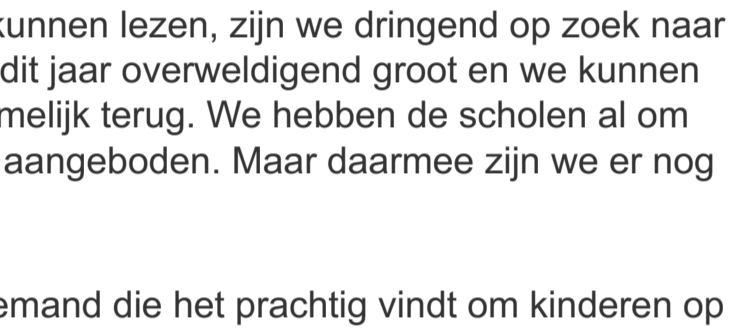 kunnen lezen, zijn we dringend op zoek naar
dit jaar overweldigend groot en we kunnen
melijk terug. We hebben de scholen al om
aangeboden. Maar daarmee zijn we er nog
emand die het prachtig vindt om kinderen op